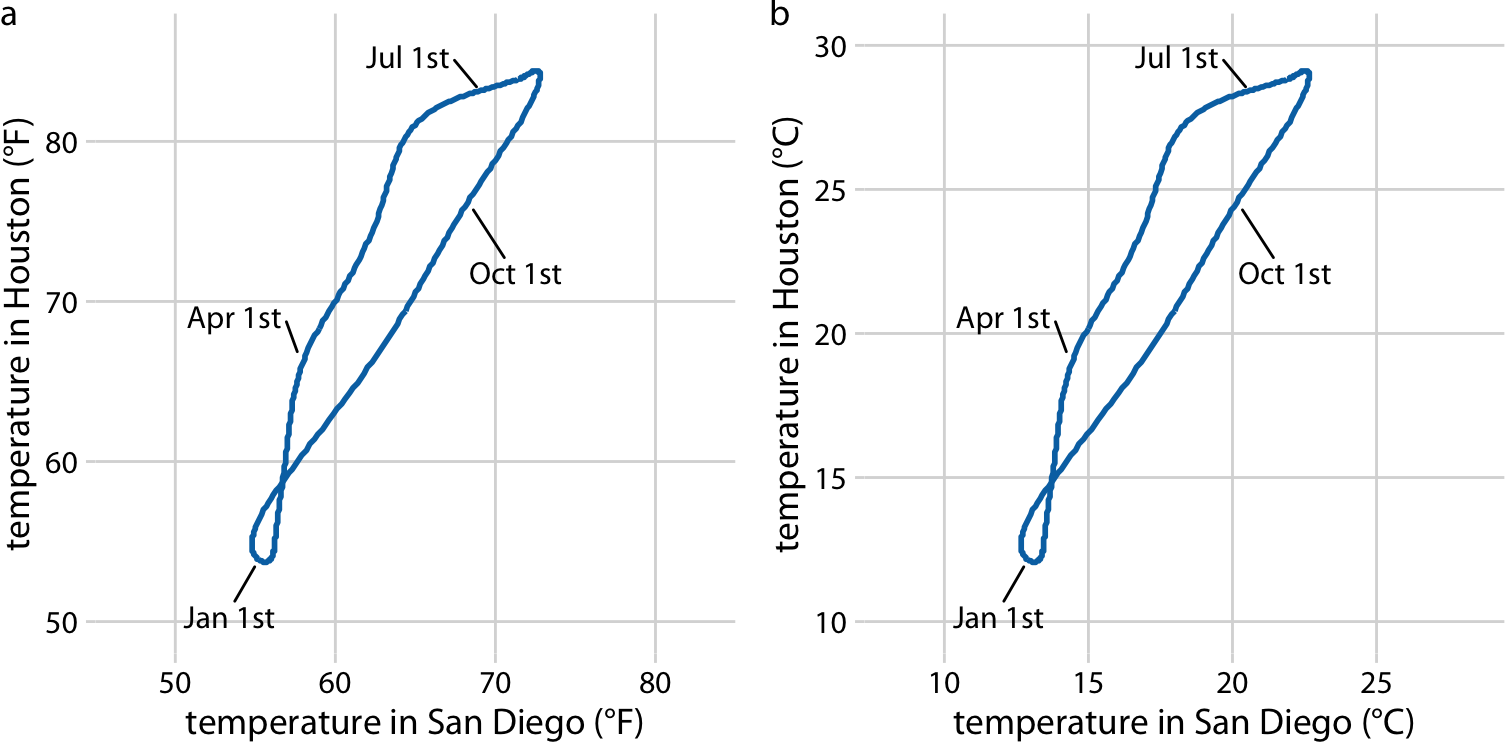 a
Jul 1st
Oct 1st
Apr 1st
Jan 1st
80
70
60
50
50 60 70 80
temperature in Houston (°F)
temperature in San Diego (°F)
b
Jul 1st
Oct 1st
Apr 1st
Jan 1st
30
25
20
15
10
10 15 20 25
temperature in Houston (°C)
temperature in San Diego (°C)